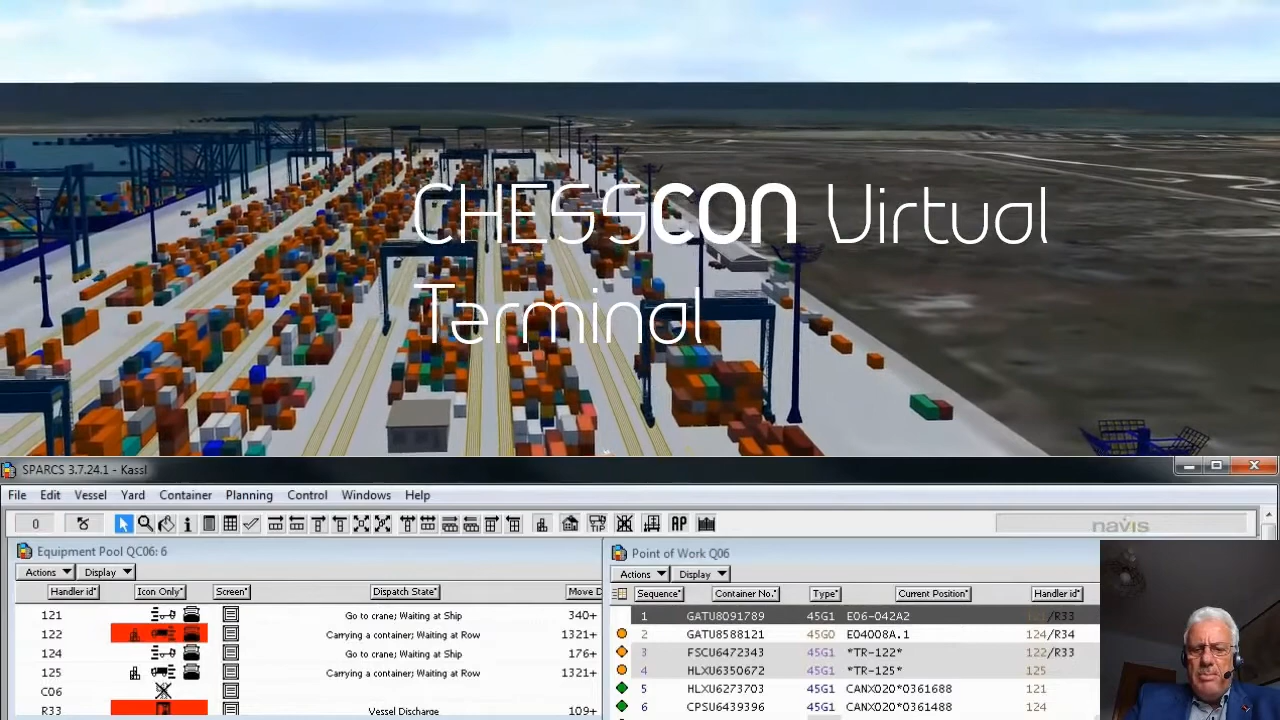 CHESSCON Virtual
Terminal
SPARCS 3.7.24.1 - Kassl
File Edit Vessel Yard Container Planning Control Windows Help
0 TIP AP navis
Equipment Pool QC06: 6
Actions Display
Handler id* Icon Only* Screen* Dispatch State* Move D
121 Go to crane; Waiting at Ship 340+
122 Carrying a container; Waiting at Row 1321+
124 Go to crane; Waiting at Ship 176+
125 Carrying a container; Waiting at Row 1321+
C06
R33 Vessel Discharge 109+
Point of Work Q06
Actions Display
Sequence* Container No.* Type* Current Position* Handler id*
1 GATU8091789 45G1 E06-042A2 /R33
2 GATU8588121 45G0 E04008A.1 124/R34
3 FSCU6472343 45G1 *TR-122* 122/R33
4 HLXU6350672 45G1 *TR-125* 125
5 HLXU6273703 45G1 CANX020*0361688 121
6 CPSU6439396 45G1 CANX020*0361488 124